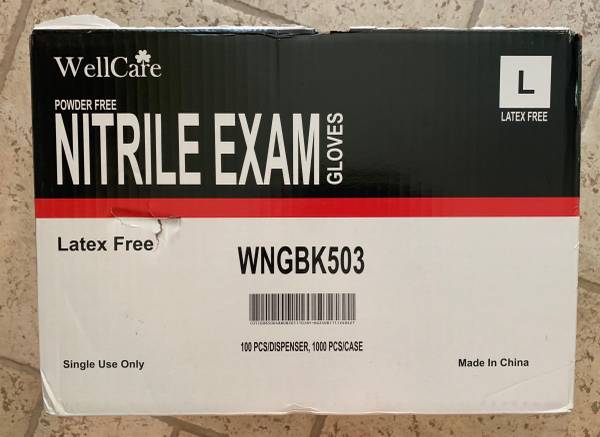 WellCare
L
LATEX FREE
POWDER FREE
NITRILE EXAM
GLOVES
Latex Free
WNGBK503
100 PCS/DISPENSER, 1000 PCS/CASE
Single Use Only
Made In China